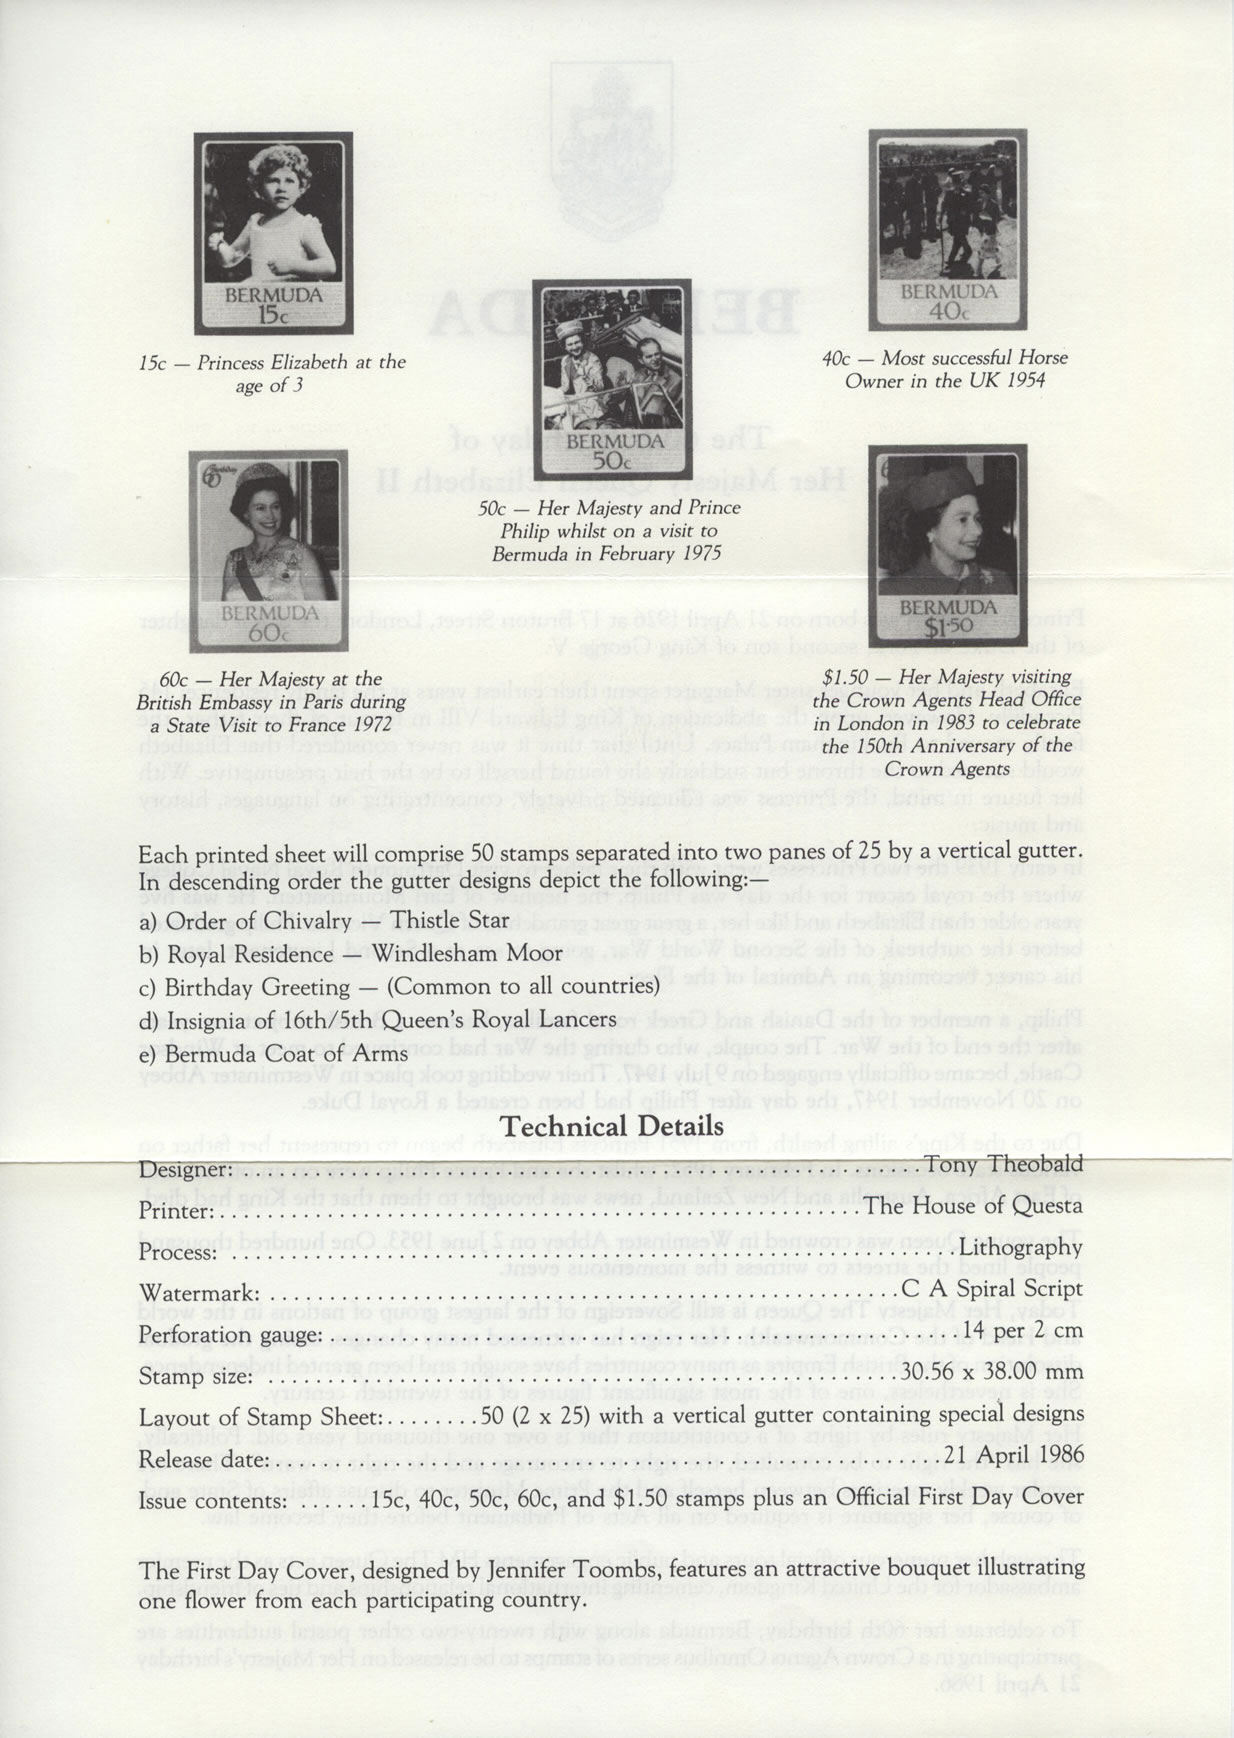 BERMUDA
15c
15c — Princess Elizabeth at the
age of 3
BERMUDA
40c
40c — Most successful Horse
Owner in the UK 1954
BERMUDA
50c
50c — Her Majesty and Prince
Philip whilst on a visit to
Bermuda in February 1975
60
BERMUDA
60c
60c — Her Majesty at the
British Embassy in Paris during
a State Visit to France 1972
BERMUDA
$1·50
$1.50 — Her Majesty visiting
the Crown Agents Head Office
in London in 1983 to celebrate
the 150th Anniversary of the
Crown Agents
Each printed sheet will comprise 50 stamps separated into two panes of 25 by a vertical gutter.
In descending order the gutter designs depict the following:—
a) Order of Chivalry — Thistle Star
b) Royal Residence — Windlesham Moor
c) Birthday Greeting — (Common to all countries)
d) Insignia of 16th/5th Queen's Royal Lancers
e) Bermuda Coat of Arms
Technical Details
Designer: ........ Tony Theobald
Printer: ........ The House of Questa
Process: ........ Lithography
Watermark: ........ C A Spiral Script
Perforation gauge: ........ 14 per 2 cm
Stamp size: ........ 30.56 x 38.00 mm
Layout of Stamp Sheet:........50 (2 x 25) with a vertical gutter containing special designs
Release date: ........ 21 April 1986
Issue contents: ......15c, 40c, 50c, 60c, and $1.50 stamps plus an Official First Day Cover
The First Day Cover, designed by Jennifer Toombs, features an attractive bouquet illustrating
one flower from each participating country.